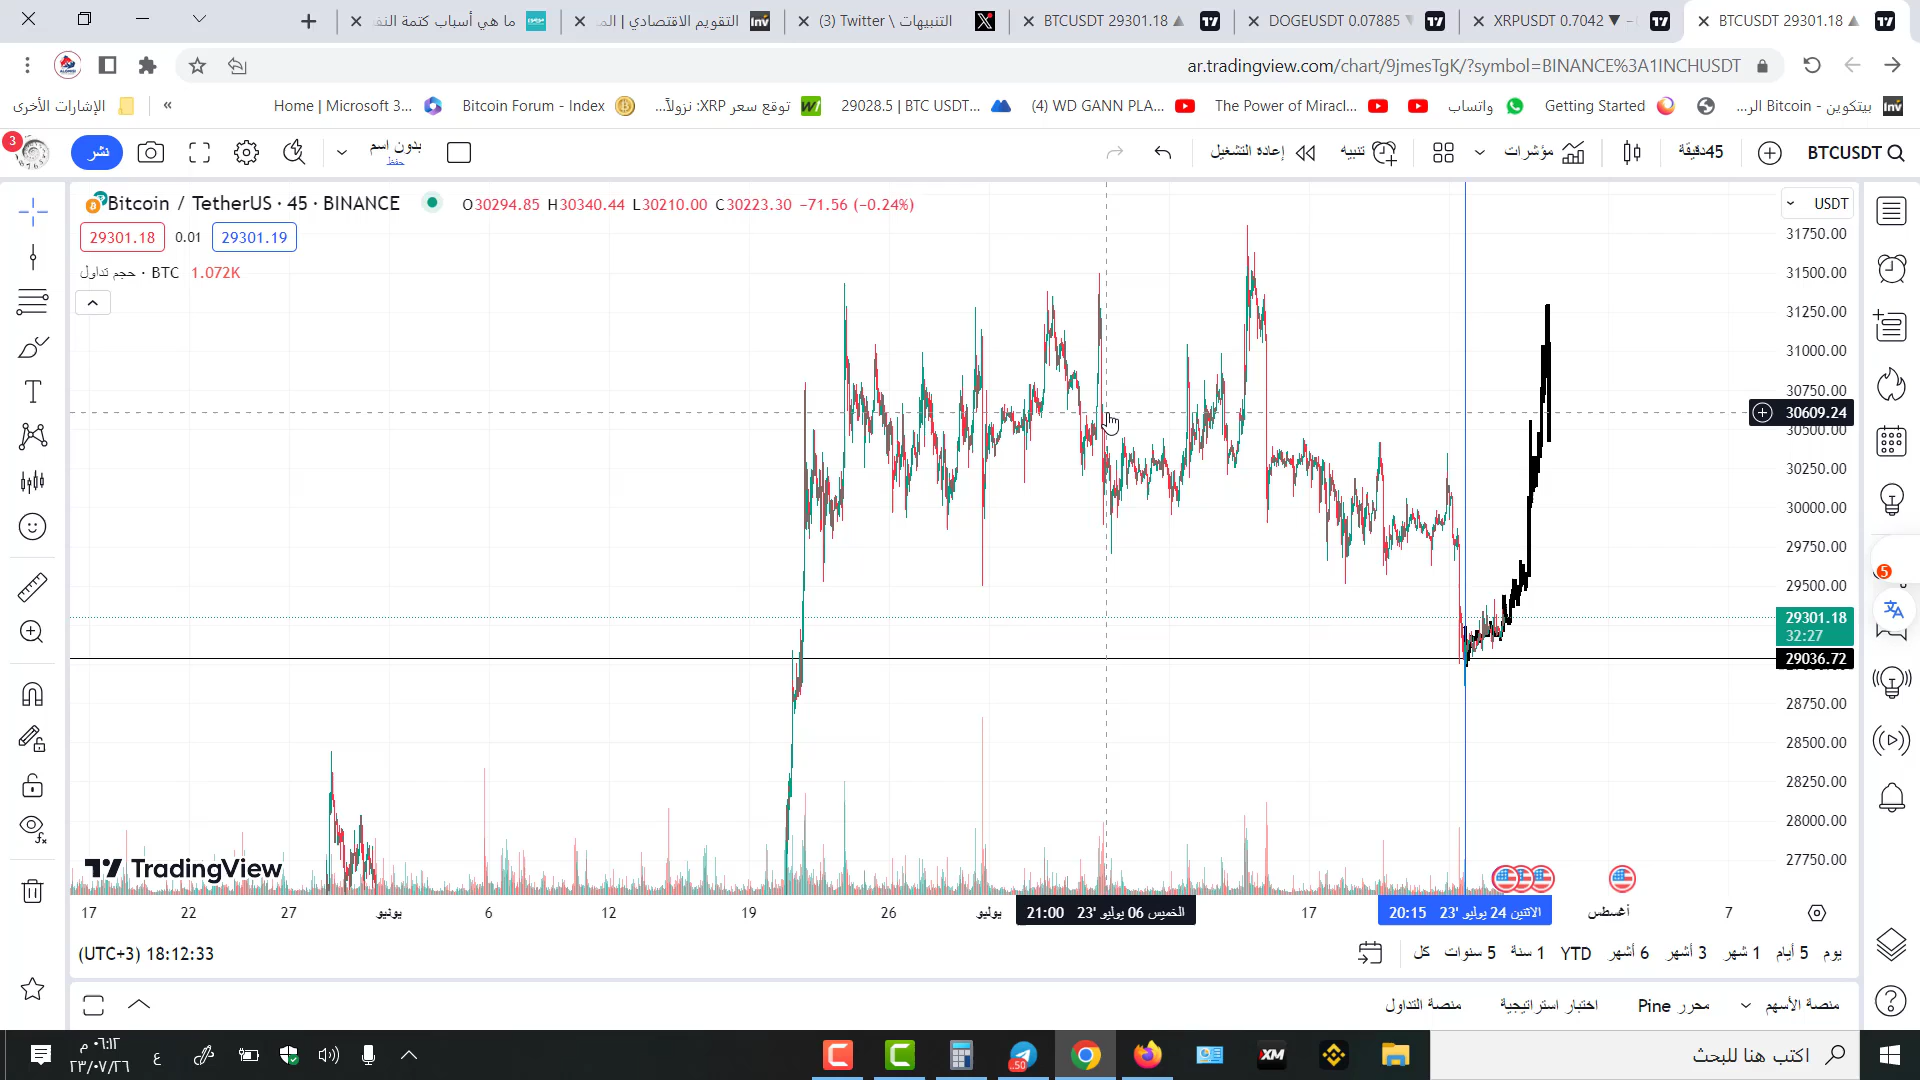 BTCUSDT 29301.18
XRPUSDT 0.7042 ▼ -
DOGEUSDT 0.07885
BTCUSDT 29301.18
(3) Twitter \ التنبيهات
التقويم الاقتصادي | الم
ما هي أسباب كتمة النف
ar.tradingview.com/chart/9jmesTgK/?symbol=BINANCE%3A1INCHUSDT
بيتكوين - Bitcoin الر...
Getting Started
واتساب
The Power of Miracl...
(4) WD GANN PLA...
29028.5 | BTC USDT...
توقع سعر XRP: نزولاً...
Bitcoin Forum - Index
Home | Microsoft 3...
«
الإشارات الأخرى
3
نشر
بدون اسم
حفظ
إعادة التشغيل
تنبيه
مؤشرات
45دقيقة
BTCUSDT
Bitcoin / TetherUS · 45 · BINANCE
O30294.85 H30340.44 L30210.00 C30223.30 −71.56 (−0.24%)
29301.18 0.01 29301.19
حجم تداول · BTC 1.072K
USDT
31750.00
31500.00
31250.00
31000.00
30750.00
30609.24
30500.00
30250.00
30000.00
29750.00
29500.00
29301.18
32:27
29036.72
28750.00
28500.00
28250.00
28000.00
27750.00
5
TradingView
17 22 27 يونيو 6 12 19 26 يوليو
الخميس 06 يوليو '23 21:00
17
الاثنين 24 يوليو '23 20:15
أغسطس 7
18:12:33 (UTC+3)
يوم 5 أيام 1 شهر 3 أشهر 6 أشهر YTD 1 سنة 5 سنوات كل
منصة الأسهم محرر Pine اختبار استراتيجية منصة التداول
اكتب هنا للبحث
XM
50
ع
٠٦:١٢ م
٢٣/٠٧/٢٦